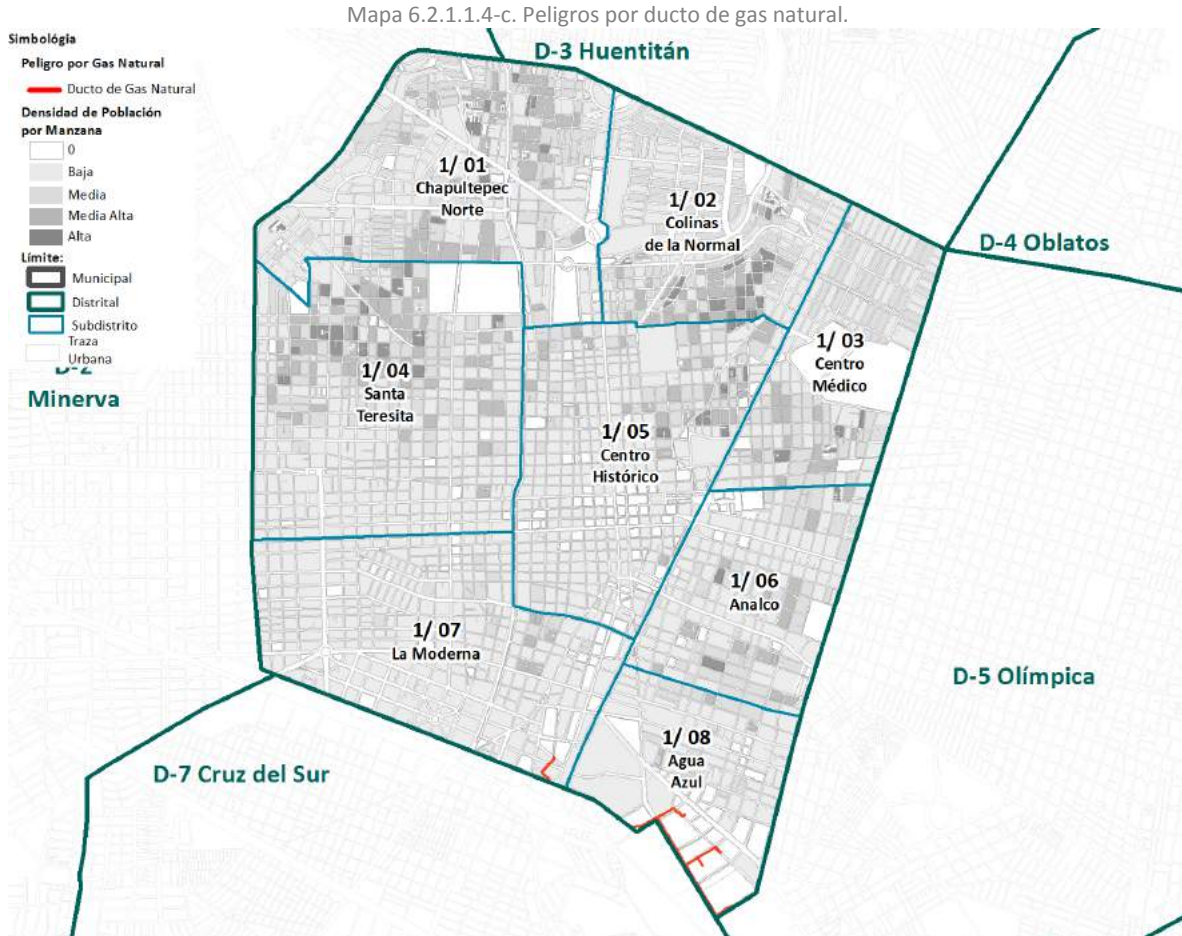 Mapa 6.2.1.1.4-c. Peligros por ducto de gas natural.
Simbológia
Peligro por Gas Natural
Ducto de Gas Natural
Densidad de Población
por Manzana
0
Baja
Media
Media Alta
Alta
Límite:
Municipal
Distrital
Subdistrito
Traza
Urbana
D-2
Minerva
D-3 Huentitán
D-4 Oblatos
D-5 Olímpica
D-7 Cruz del Sur
1/ 01
Chapultepec
Norte
1/ 02
Colinas
de la Normal
1/ 03
Centro
Médico
1/ 04
Santa
Teresita
1/ 05
Centro
Histórico
1/ 06
Analco
1/ 07
La Moderna
1/ 08
Agua
Azul